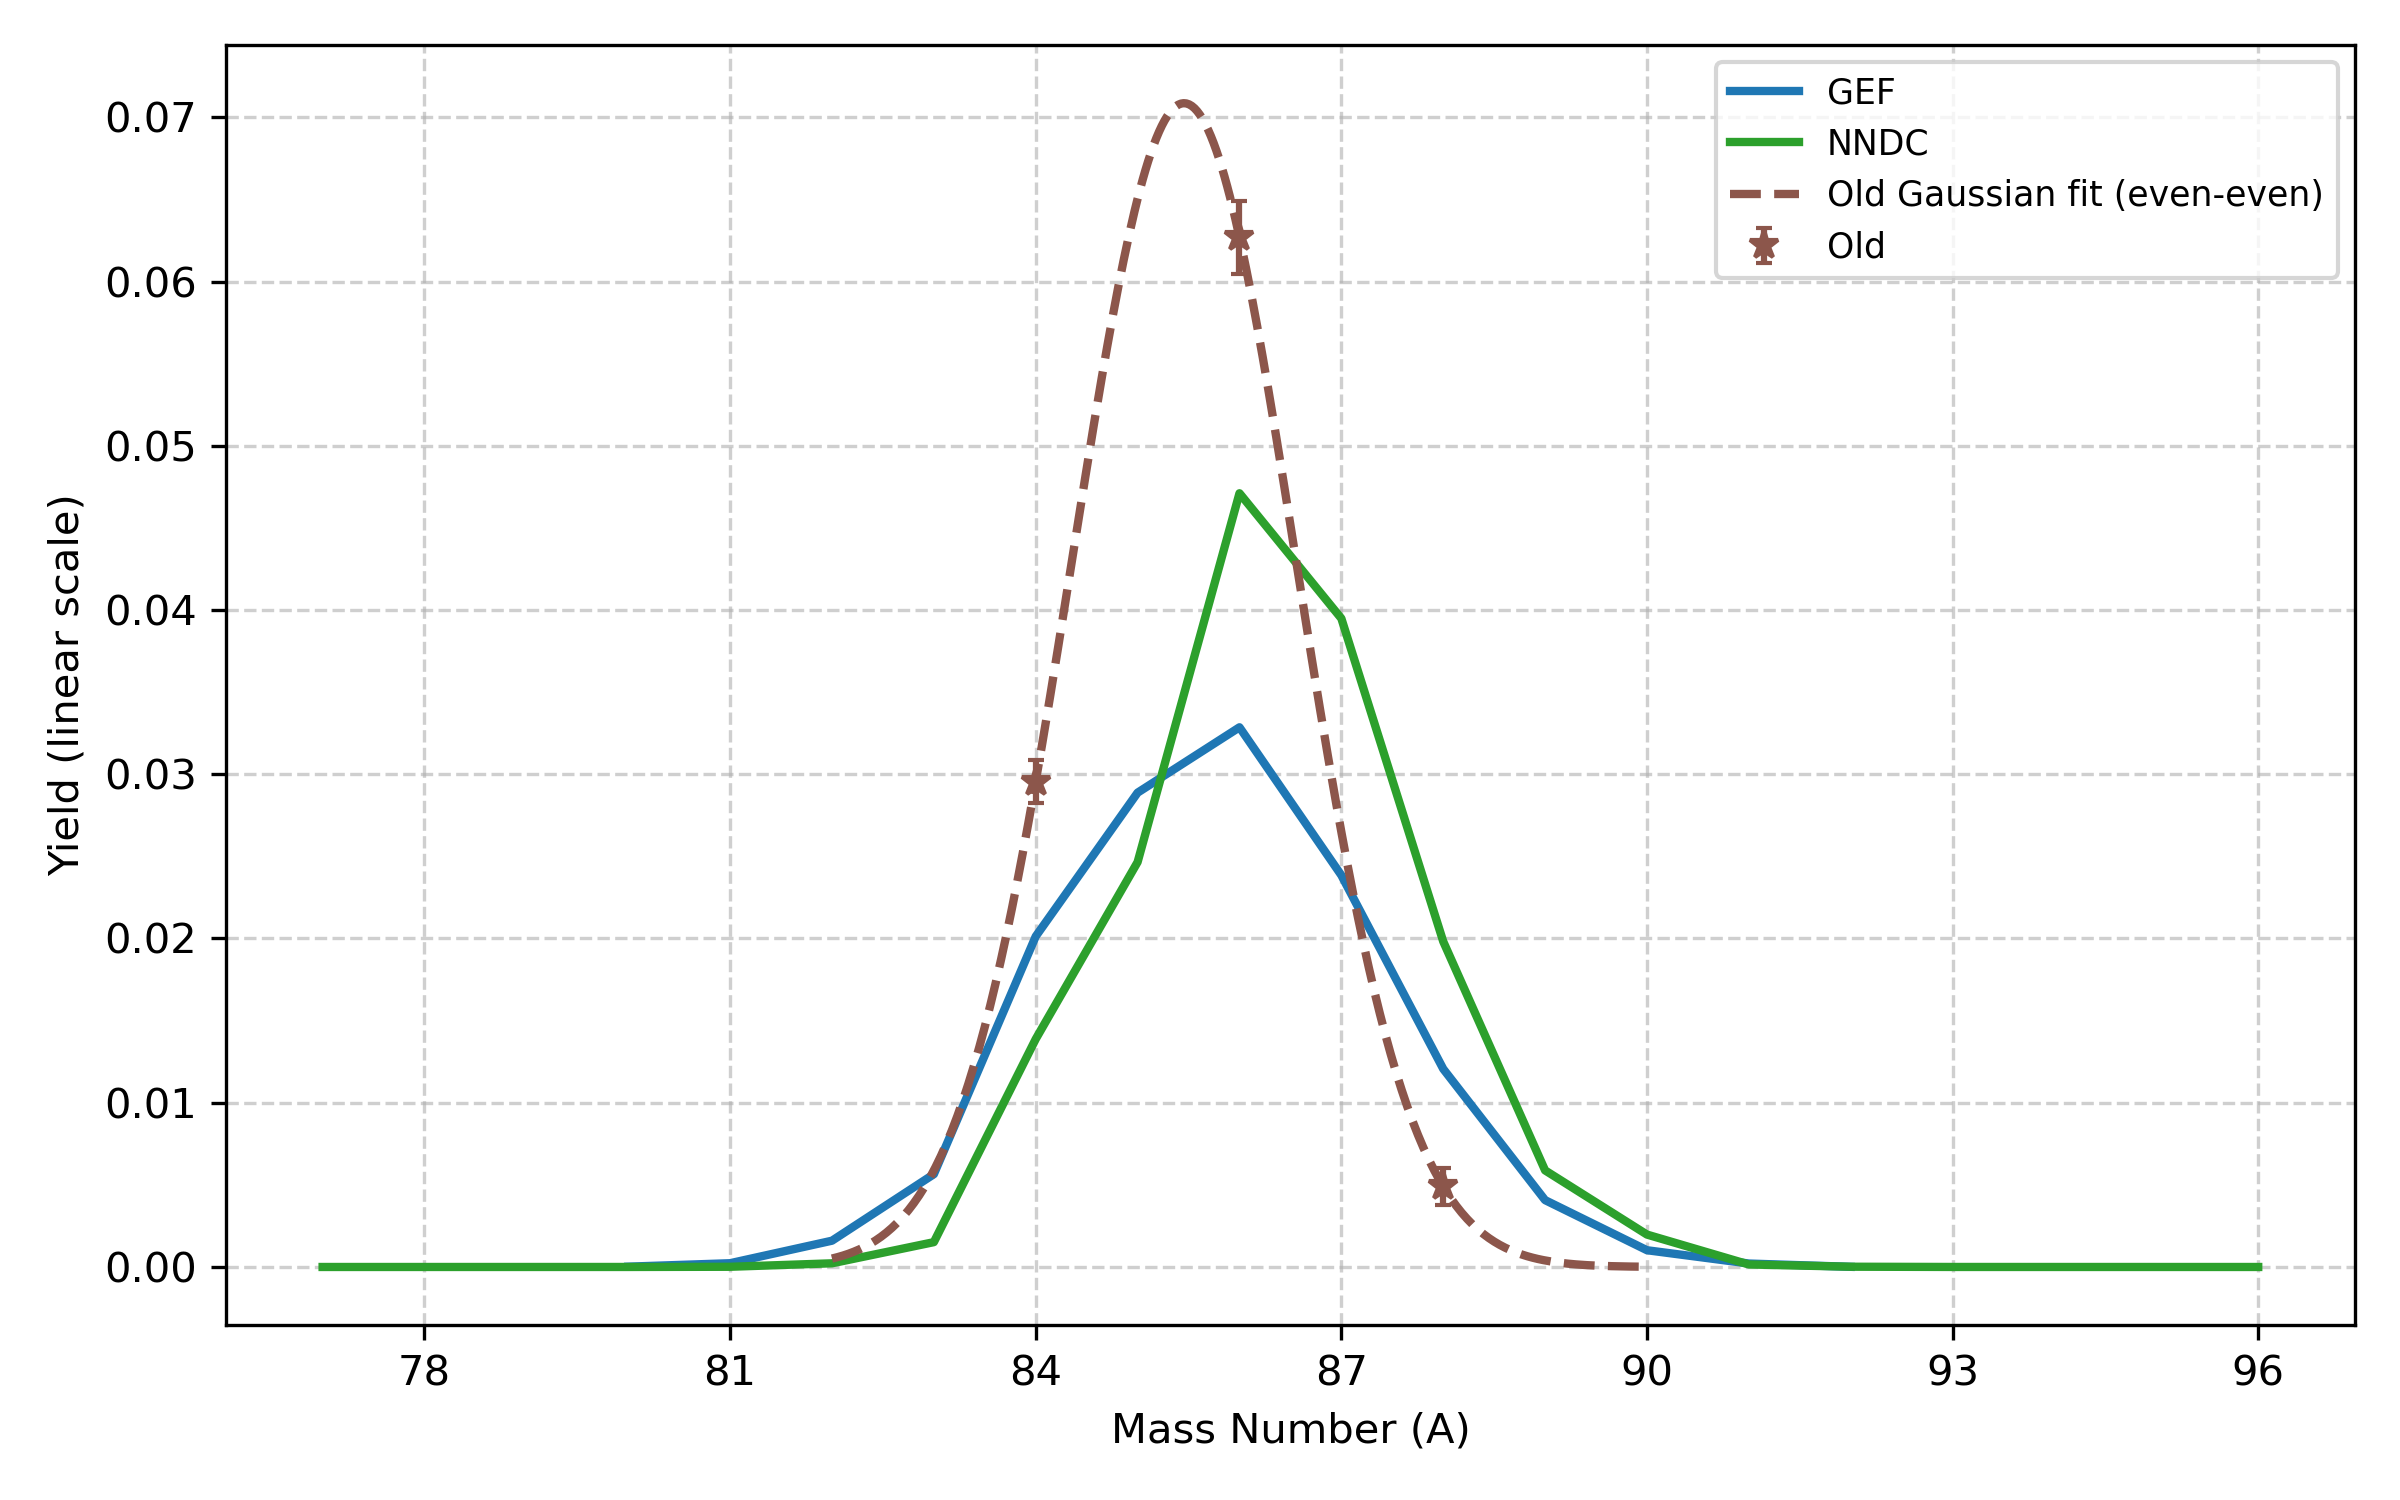 GEF
NNDC
Old Gaussian fit (even-even)
Old
0.07
0.06
0.05
0.04
0.03
0.02
0.01
0.00
Yield (linear scale)
78 81 84 87 90 93 96
Mass Number (A)